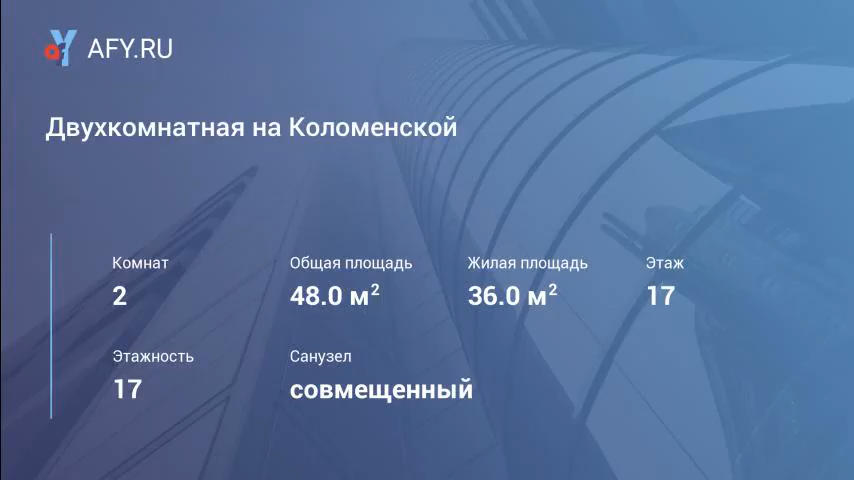 AFY.RU
Двухкомнатная на Коломенской
Комнат Общая площадь Жилая площадь Этаж
2 48.0 м² 36.0 м² 17
Этажность Санузел
17 совмещенный